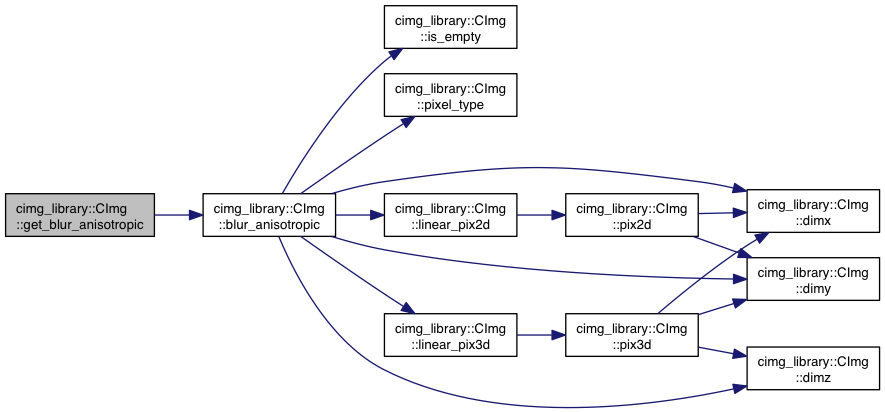 cimg_library::CImg
::is_empty
cimg_library::CImg
::pixel_type
cimg_library::CImg
::get_blur_anisotropic
cimg_library::CImg
::blur_anisotropic
cimg_library::CImg
::linear_pix2d
cimg_library::CImg
::pix2d
cimg_library::CImg
::dimx
cimg_library::CImg
::dimy
cimg_library::CImg
::linear_pix3d
cimg_library::CImg
::pix3d
cimg_library::CImg
::dimz